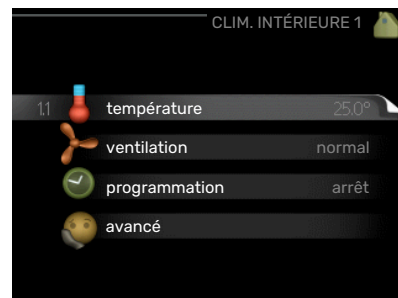 CLIM. INTÉRIEURE 1
1.1 température 25.0°
ventilation normal
programmation arrêt
avancé